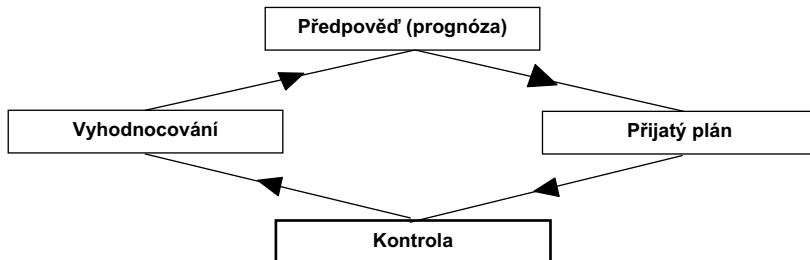 Předpověď (prognóza)
Vyhodnocování
Přijatý plán
Kontrola